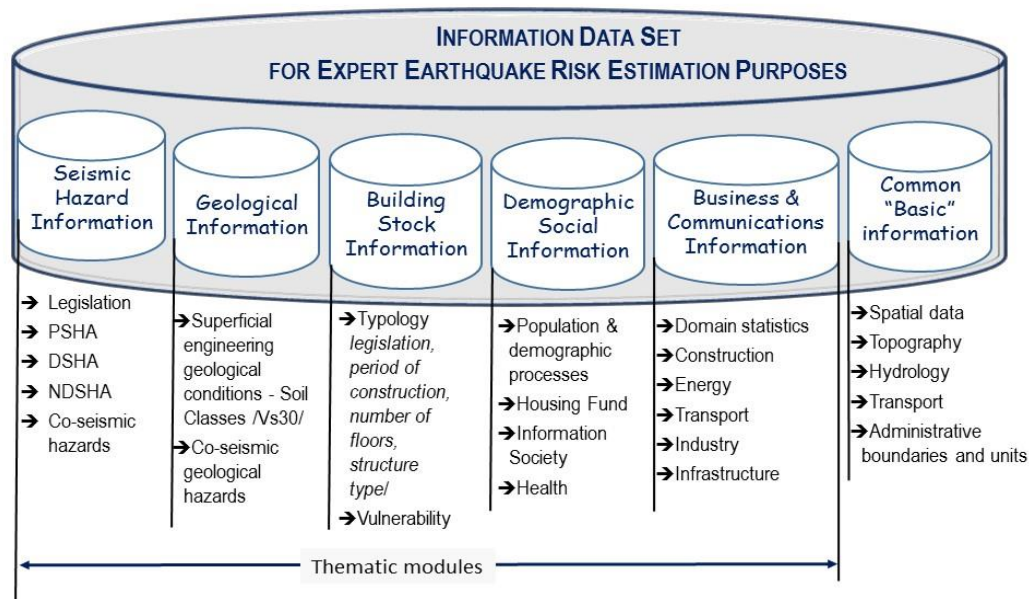 INFORMATION DATA SET
FOR EXPERT EARTHQUAKE RISK ESTIMATION PURPOSES
Seismic
Hazard
Information
Geological
Information
Building
Stock
Information
Demographic
Social
Information
Business &
Communications
Information
Common
“Basic”
information
➔ Legislation
➔ PSHA
➔ DSHA
➔ NDSHA
➔ Co-seismic
hazards
➔Superficial
engineering
geological
conditions - Soil
Classes /Vs30/
➔Co-seismic
geological
hazards
➔Typology
legislation,
period of
construction,
number of
floors,
structure
type/
➔Vulnerability
➔Population &
demographic
processes
➔Housing Fund
➔Information
Society
➔Health
➔Domain statistics
➔Construction
➔Energy
➔Transport
➔Industry
➔Infrastructure
➔Spatial data
➔Topography
➔Hydrology
➔Transport
➔Administrative
boundaries and units
Thematic modules